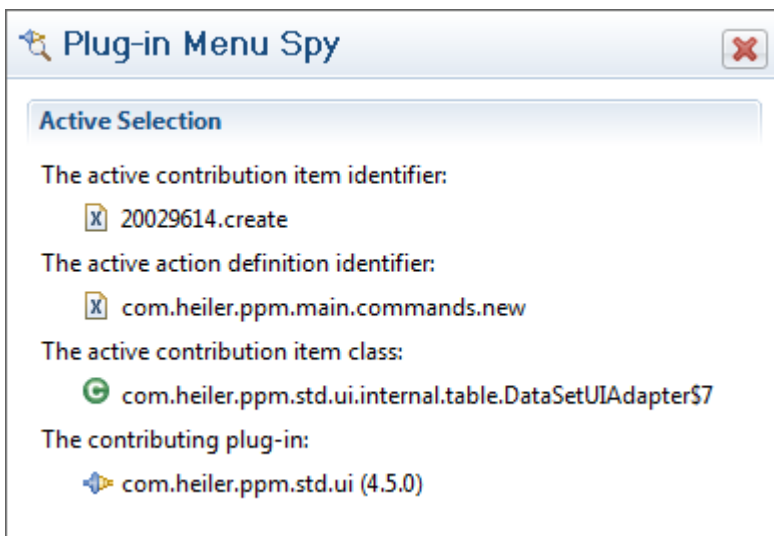 Plug-in Menu Spy
Active Selection
The active contribution item identifier:
20029614.create
The active action definition identifier:
com.heiler.ppm.main.commands.new
The active contribution item class:
com.heiler.ppm.std.ui.internal.table.DataSetUIAdapter$7
The contributing plug-in:
com.heiler.ppm.std.ui (4.5.0)